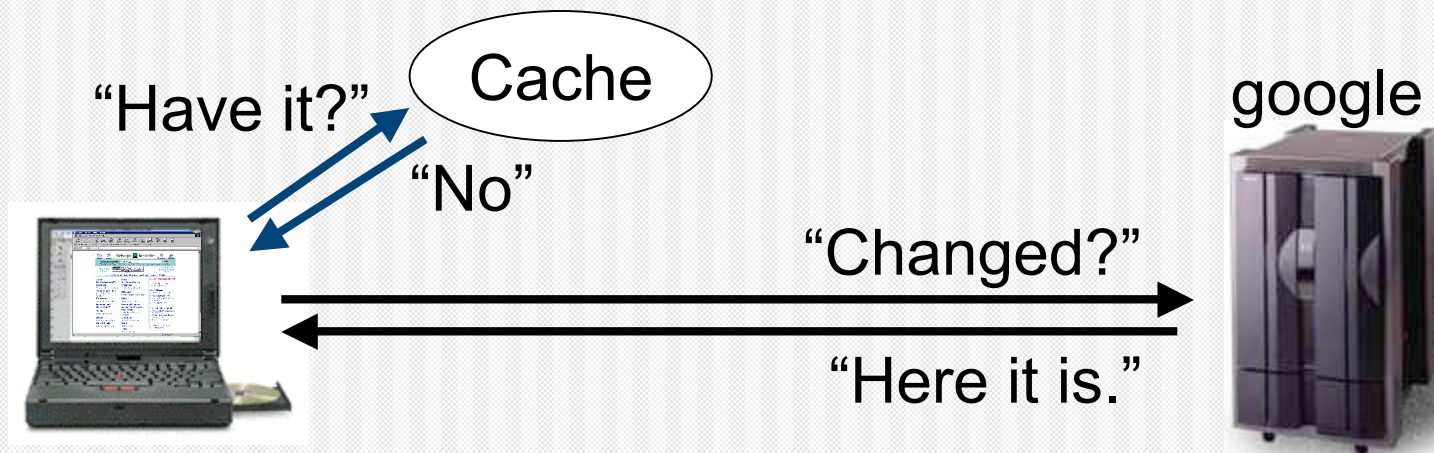 Cache
“Have it?”
google
“No”
“Changed?”
“Here it is.”